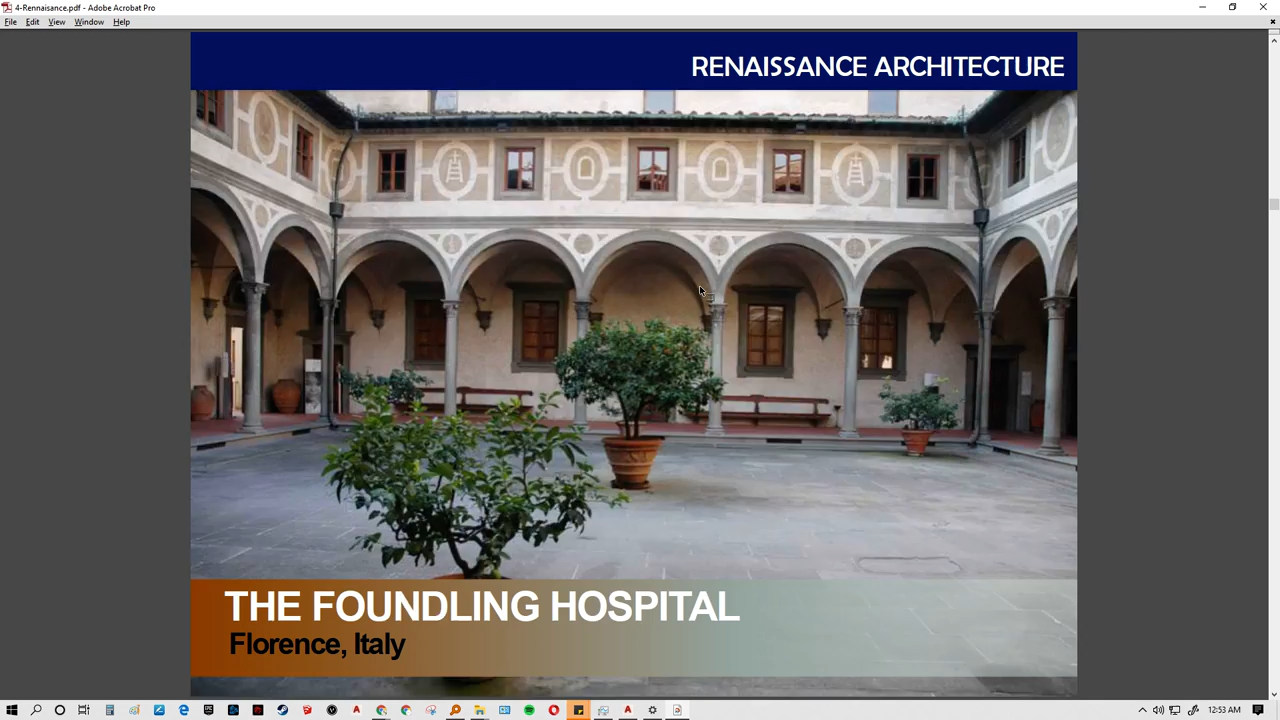 4-Rennaisance.pdf - Adobe Acrobat Pro
File Edit View Window Help
RENAISSANCE ARCHITECTURE
THE FOUNDLING HOSPITAL
Florence, Italy
12:53 AM